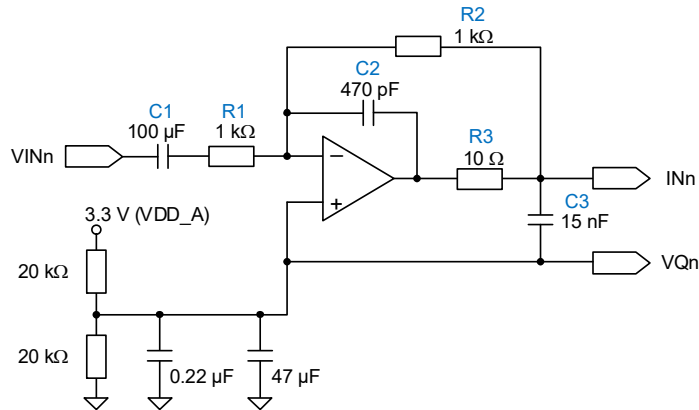 R2
1 kΩ
C2
470 pF
C1
100 µF
R1
1 kΩ
R3
10 Ω
VINn
−
+
INn
C3
15 nF
3.3 V (VDD_A)
VQn
20 kΩ
20 kΩ
0.22 µF
47 µF